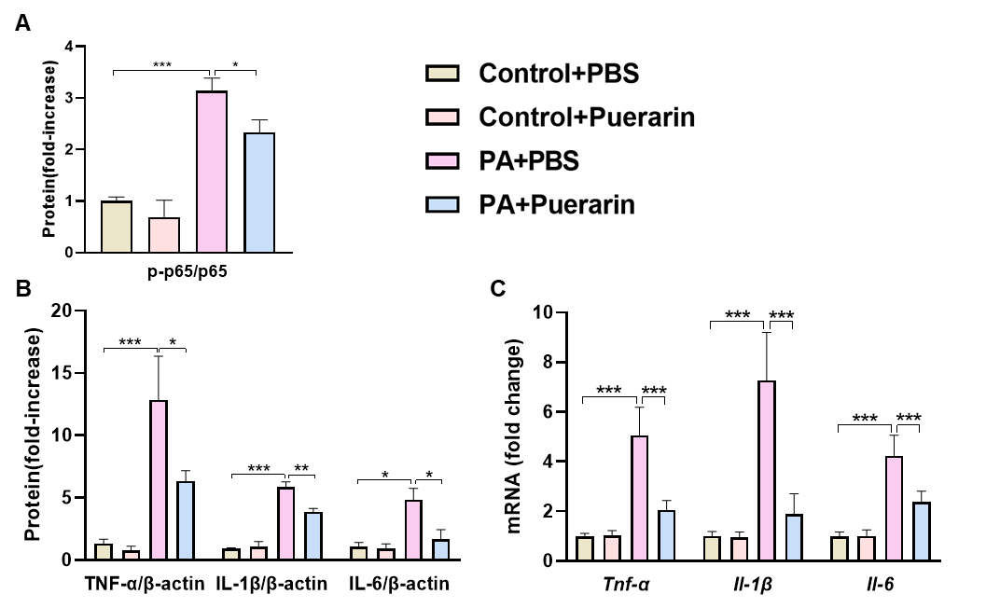 A
4
3
2
1
0
Protein(fold-increase)
***
*
p-p65/p65
Control+PBS
Control+Puerarin
PA+PBS
PA+Puerarin
B
20
15
10
5
0
Protein(fold-increase)
***
*
***
**
*
*
TNF-α/β-actin IL-1β/β-actin IL-6/β-actin
C
10
8
6
4
2
0
mRNA (fold change)
***
***
***
***
***
***
Tnf-α Il-1β Il-6